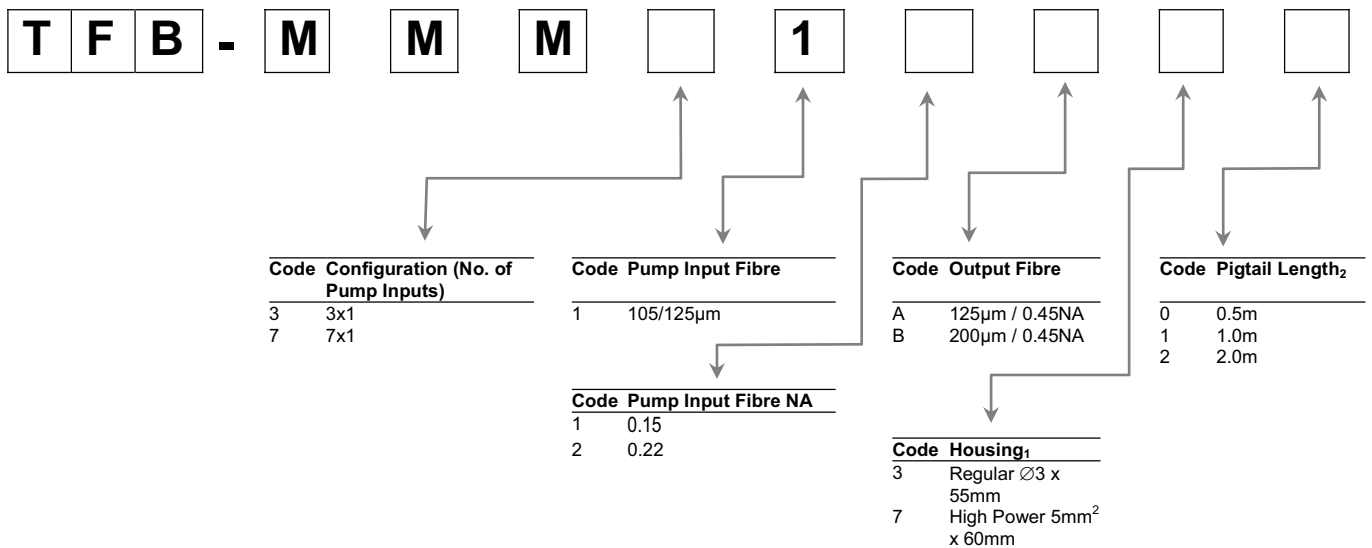 T F B - M M M 1
Code Configuration (No. of
Pump Inputs)
3 3x1
7 7x1
Code Pump Input Fibre
1 105/125µm
Code Pump Input Fibre NA
1 0.15
2 0.22
Code Output Fibre
A 125µm / 0.45NA
B 200µm / 0.45NA
Code Housing₁
3 Regular ∅3 x
55mm
7 High Power 5mm²
x 60mm
Code Pigtail Length₂
0 0.5m
1 1.0m
2 2.0m